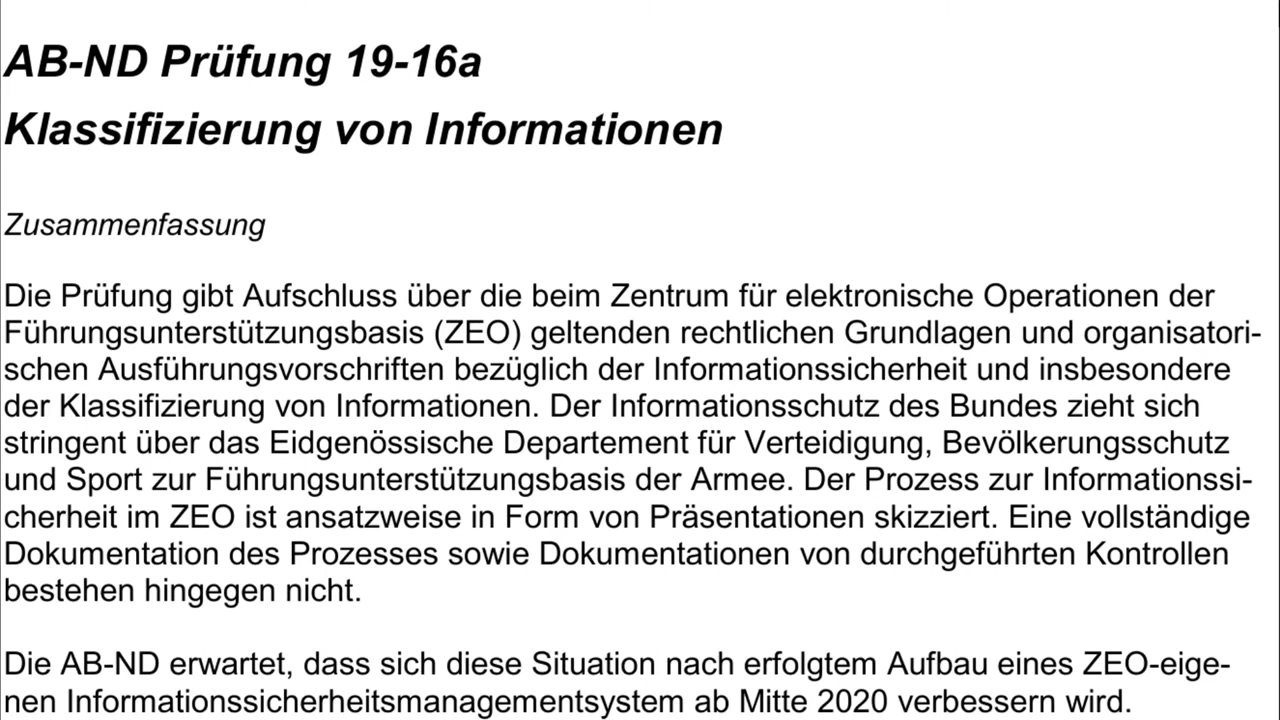 AB-ND Prüfung 19-16a
Klassifizierung von Informationen
Zusammenfassung
Die Prüfung gibt Aufschluss über die beim Zentrum für elektronische Operationen der
Führungsunterstützungsbasis (ZEO) geltenden rechtlichen Grundlagen und organisatori-
schen Ausführungsvorschriften bezüglich der Informationssicherheit und insbesondere
der Klassifizierung von Informationen. Der Informationsschutz des Bundes zieht sich
stringent über das Eidgenössische Departement für Verteidigung, Bevölkerungsschutz
und Sport zur Führungsunterstützungsbasis der Armee. Der Prozess zur Informationssi-
cherheit im ZEO ist ansatzweise in Form von Präsentationen skizziert. Eine vollständige
Dokumentation des Prozesses sowie Dokumentationen von durchgeführten Kontrollen
bestehen hingegen nicht.
Die AB-ND erwartet, dass sich diese Situation nach erfolgtem Aufbau eines ZEO-eige-
nen Informationssicherheitsmanagementsystem ab Mitte 2020 verbessern wird.